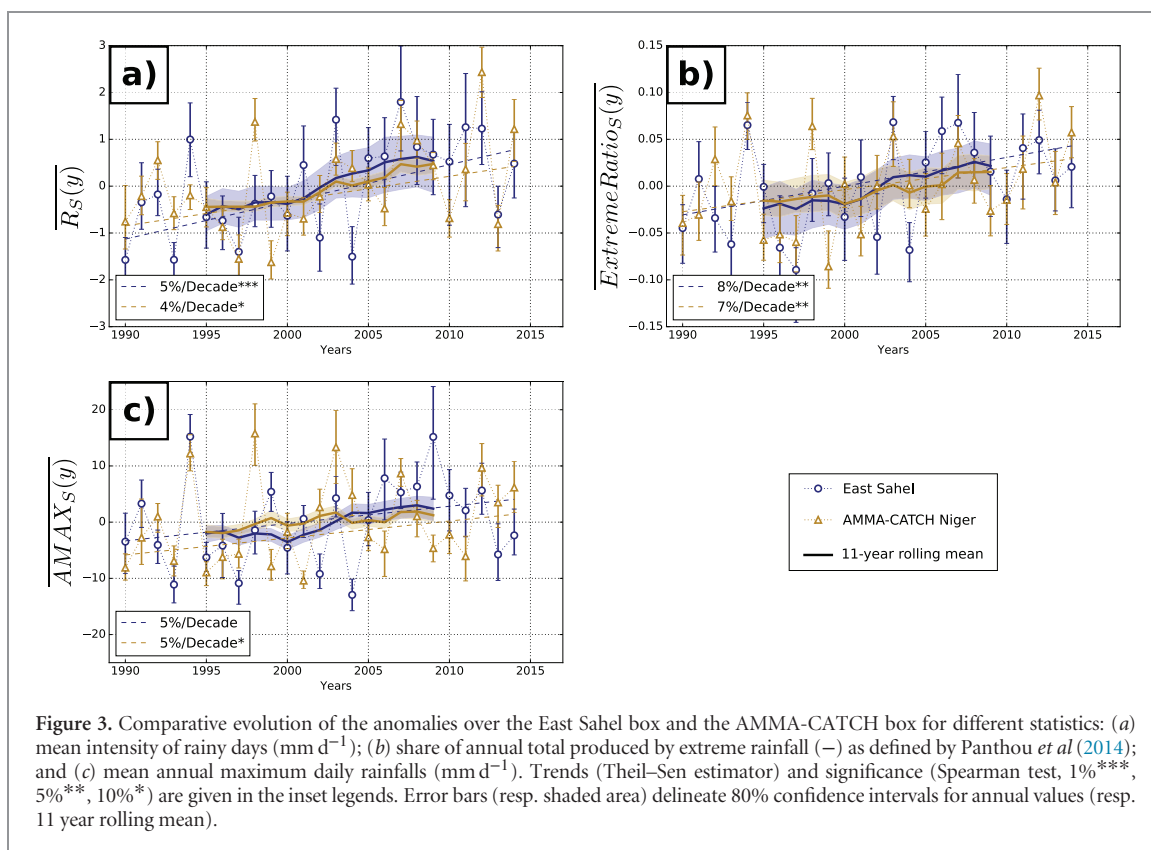 a)
3
2
1
0
−1
−2
−3
R_S(y)
5%/Decade***
4%/Decade*
1990 1995 2000 2005 2010 2015
Years
b)
0.15
0.10
0.05
0.00
−0.05
−0.10
−0.15
ExtremeRatio_S(y)
8%/Decade**
7%/Decade**
1990 1995 2000 2005 2010 2015
Years
c)
20
10
0
−10
−20
AMAX_S(y)
5%/Decade
5%/Decade*
1990 1995 2000 2005 2010 2015
Years
East Sahel
AMMA-CATCH Niger
11-year rolling mean
Figure 3. Comparative evolution of the anomalies over the East Sahel box and the AMMA-CATCH box for different statistics: (a)
mean intensity of rainy days (mm d⁻¹); (b) share of annual total produced by extreme rainfall (−) as defined by Panthou et al (2014);
and (c) mean annual maximum daily rainfalls (mm d⁻¹). Trends (Theil–Sen estimator) and significance (Spearman test, 1%***,
5%**, 10%*) are given in the inset legends. Error bars (resp. shaded area) delineate 80% confidence intervals for annual values (resp.
11 year rolling mean).